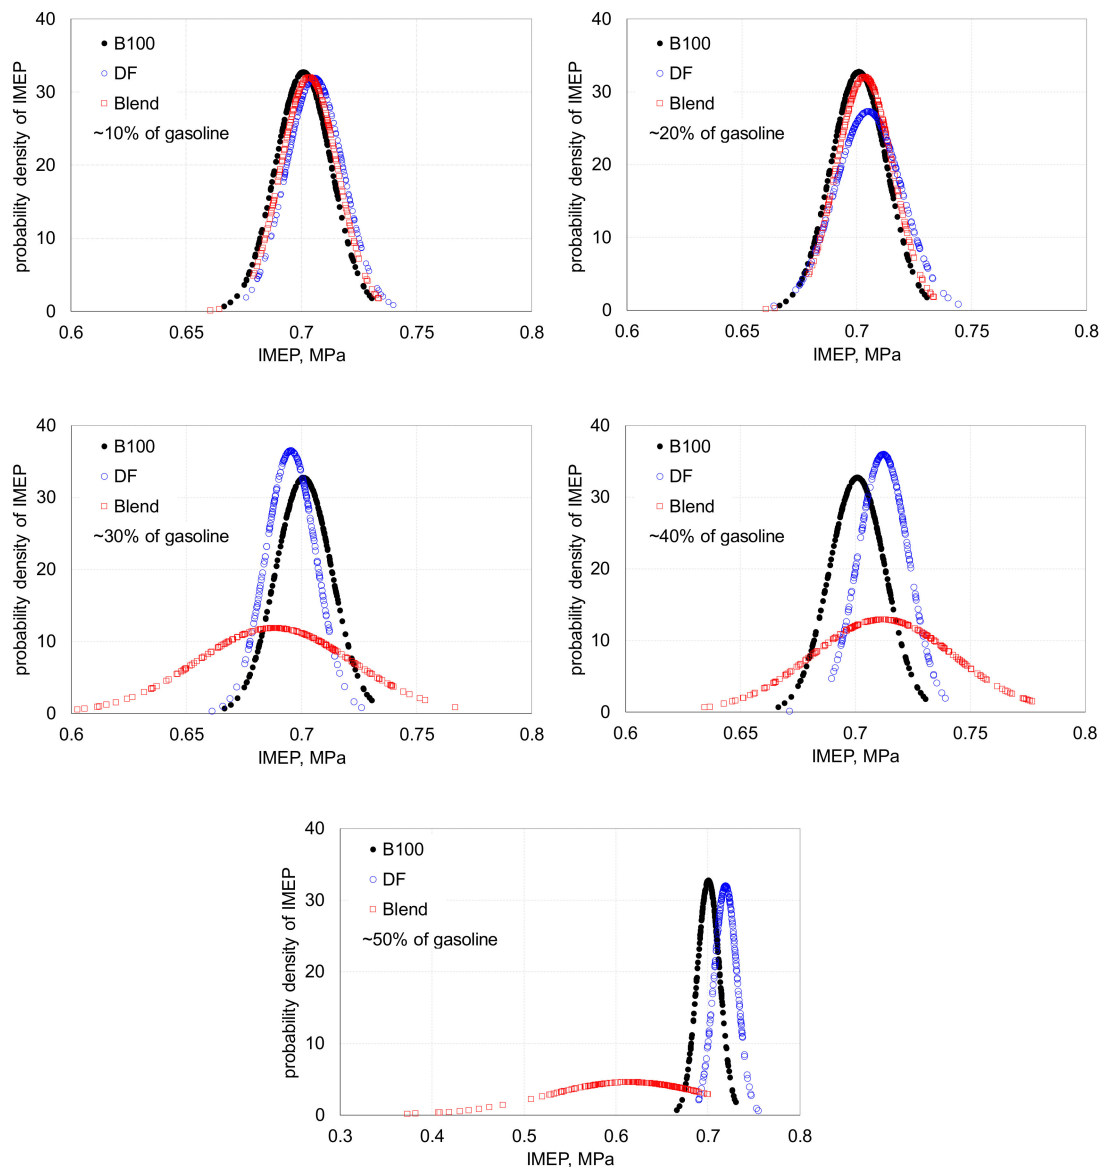 probability density of IMEP
40
30
20
10
0
B100
DF
Blend
~10% of gasoline
0.6
0.65
0.7
0.75
0.8
IMEP, MPa
probability density of IMEP
40
30
20
10
0
B100
DF
Blend
~20% of gasoline
0.6
0.65
0.7
0.75
0.8
IMEP, MPa
probability density of IMEP
40
30
20
10
0
B100
DF
Blend
~30% of gasoline
0.6
0.65
0.7
0.75
0.8
IMEP, MPa
probability density of IMEP
40
30
20
10
0
B100
DF
Blend
~40% of gasoline
0.6
0.65
0.7
0.75
0.8
IMEP, MPa
probability density of IMEP
40
30
20
10
0
B100
DF
Blend
~50% of gasoline
0.3
0.4
0.5
0.6
0.7
0.8
IMEP, MPa